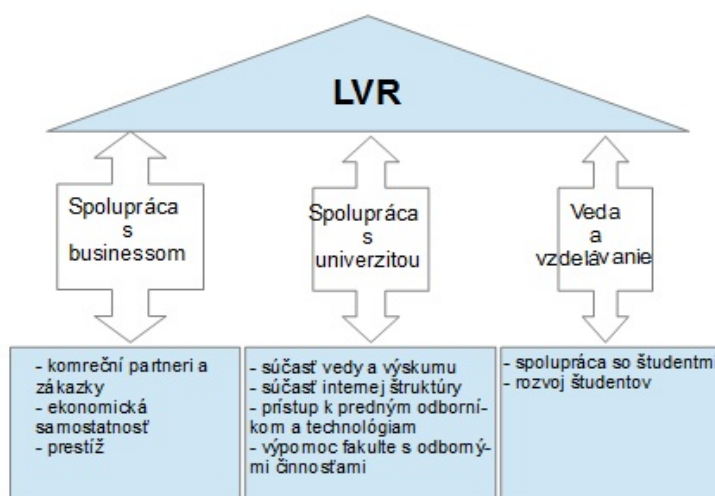 LVR
Spolupráca
s
businessom
Spolupráca
s
univerzitou
Veda
a
vzdelávanie
- komreční partneri a
zákazky
- ekonomická
samostatnosť
- prestíž
- súčasť vedy a výskumu
- súčasť internej štruktúry
- prístup k predným odborní-
kom a technológiam
- výpomoc fakulte s odborný-
mi činnosťami
- spolupráca so študentmi
- rozvoj študentov